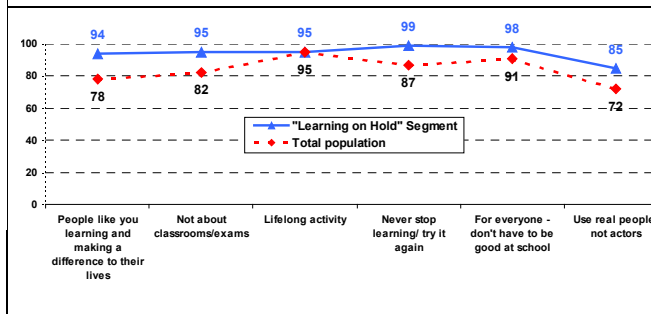 94 95 95 99 98 85
100
80
60
40
20
0
78 82 95 87 91 72
"Learning on Hold" Segment
Total population
People like you
learning and
making a
difference to their
lives
Not about
classrooms/exams
Lifelong activity
Never stop
learning/ try it
again
For everyone -
don't have to be
good at school
Use real people
not actors